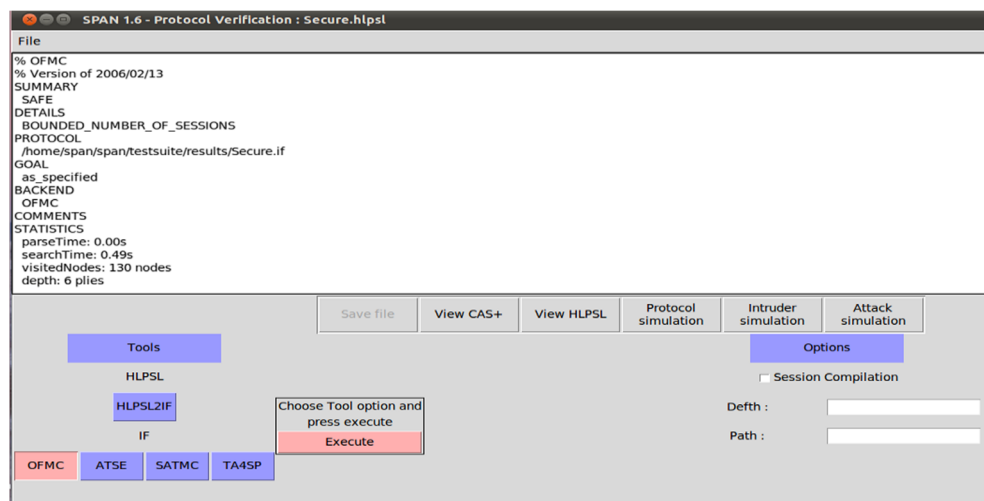 SPAN 1.6 - Protocol Verification : Secure.hlpsl
File
% OFMC
% Version of 2006/02/13
SUMMARY
SAFE
DETAILS
BOUNDED_NUMBER_OF_SESSIONS
PROTOCOL
/home/span/span/testsuite/results/Secure.if
GOAL
as_specified
BACKEND
OFMC
COMMENTS
STATISTICS
parseTime: 0.00s
searchTime: 0.49s
visitedNodes: 130 nodes
depth: 6 plies
Save file
View CAS+
View HLPSL
Protocol
simulation
Intruder
simulation
Attack
simulation
Tools
Options
HLPSL
Session Compilation
HLPSL2IF
Choose Tool option and
press execute
Execute
Defth :
IF
Path :
OFMC
ATSE
SATMC
TA4SP